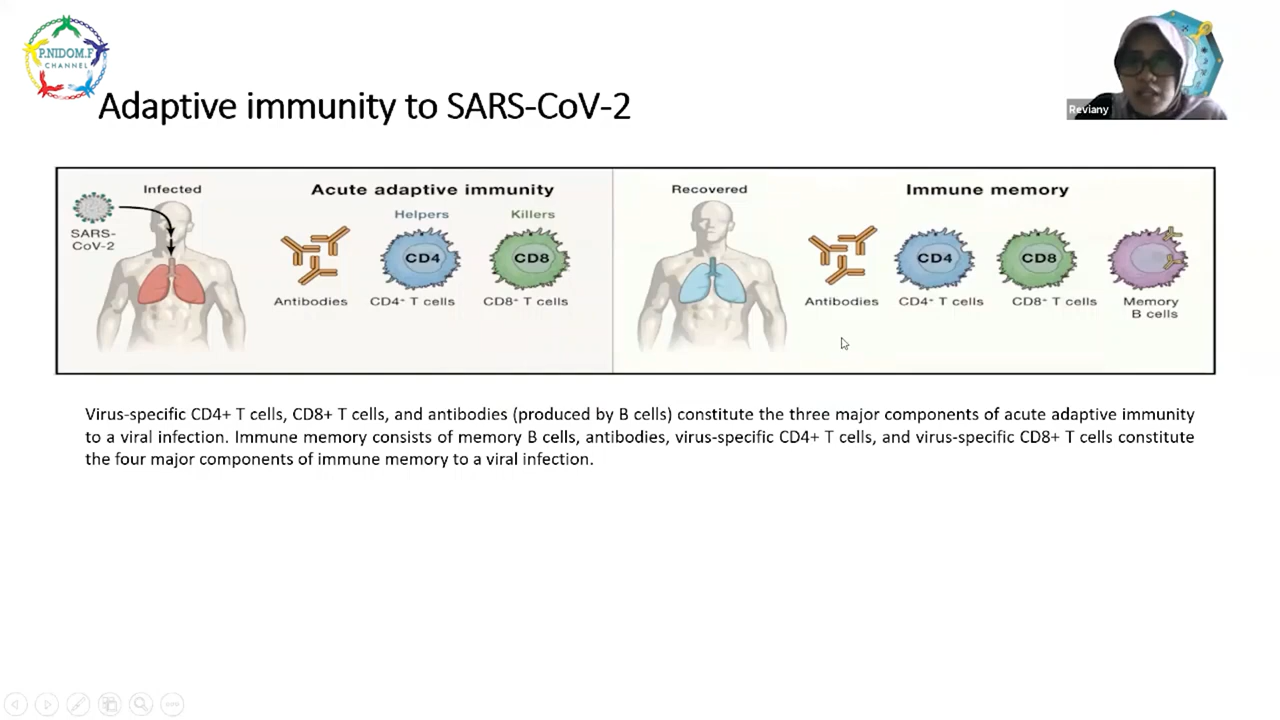 P.NIDOM.F
CHANNEL
Reviany
Adaptive immunity to SARS-CoV-2
Infected
Acute adaptive immunity
Recovered
Immune memory
Helpers
Killers
SARS-
CoV-2
CD4
CD8
CD4
CD8
Antibodies
CD4+ T cells
CD8+ T cells
Antibodies
CD4+ T cells
CD8+ T cells
Memory
B cells
Virus-specific CD4+ T cells, CD8+ T cells, and antibodies (produced by B cells) constitute the three major components of acute adaptive immunity
to a viral infection. Immune memory consists of memory B cells, antibodies, virus-specific CD4+ T cells, and virus-specific CD8+ T cells constitute
the four major components of immune memory to a viral infection.